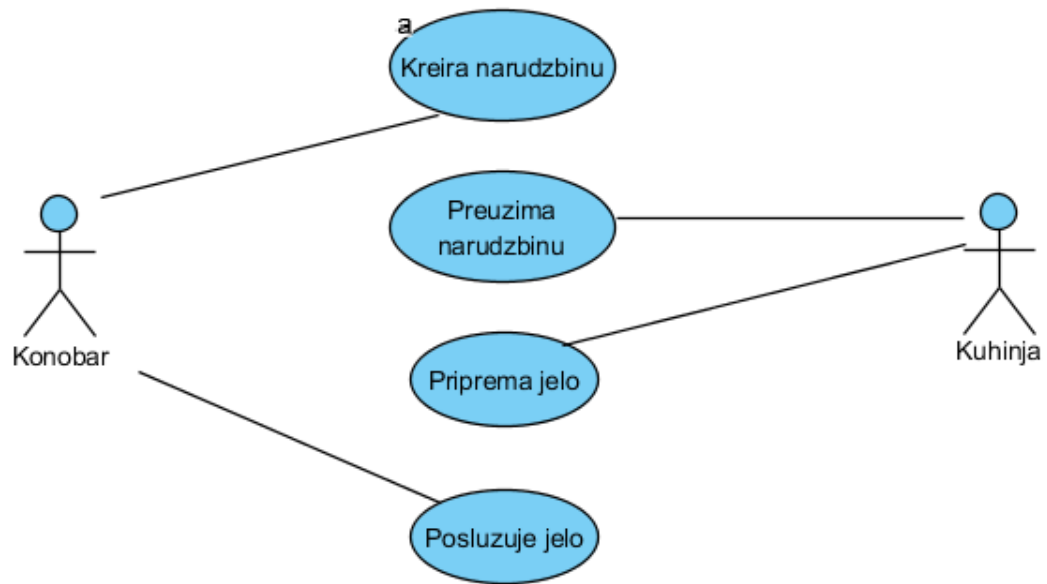 a
Kreira narudzbinu
Preuzima
narudzbinu
Konobar
Kuhinja
Priprema jelo
Posluzuje jelo